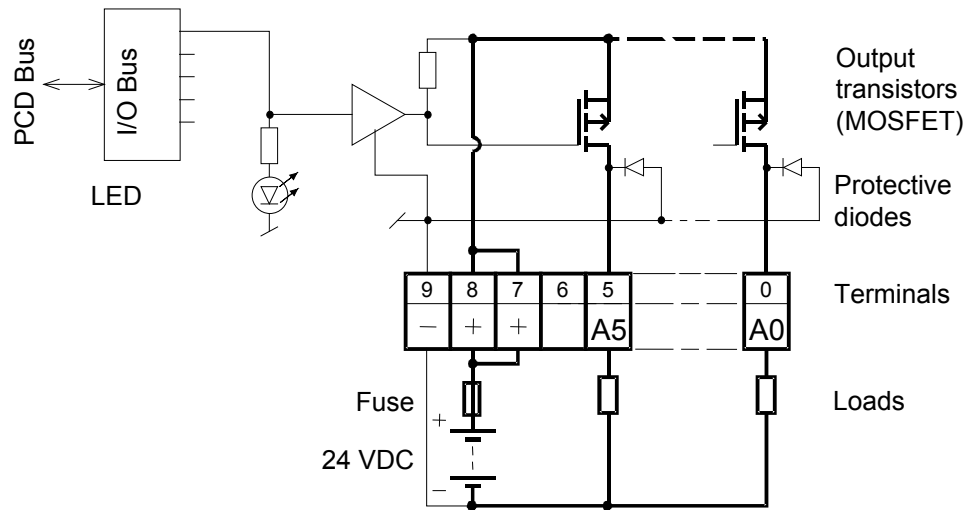 PCD Bus
I/O Bus
LED
Output
transistors
(MOSFET)
Protective
diodes
9 8 7 6 5 0
Terminals
– + + A5 A0
Fuse
Loads
+
24 VDC
–